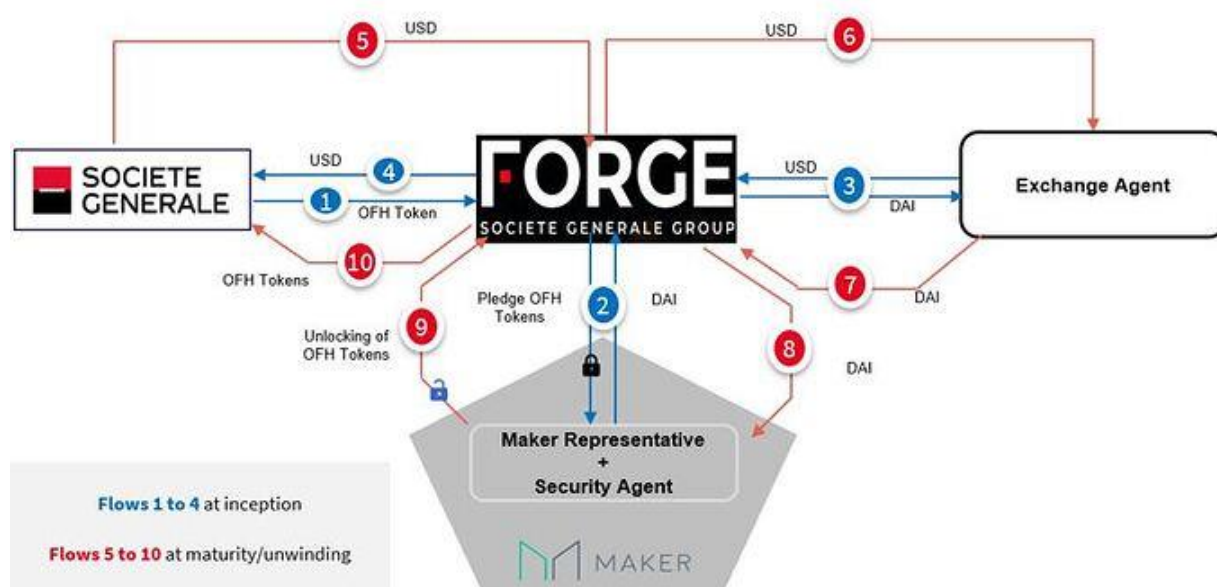 USD
5
USD
6
SOCIETE
GENERALE
USD
4
1
OFH Token
FORGE
SOCIETE GENERALE GROUP
USD
3
DAI
Exchange Agent
10
OFH Tokens
9
Unlocking of
OFH Tokens
Pledge OFH
Tokens
2
DAI
7
DAI
8
DAI
Maker Representative
+
Security Agent
MAKER
Flows 1 to 4 at inception
Flows 5 to 10 at maturity/unwinding